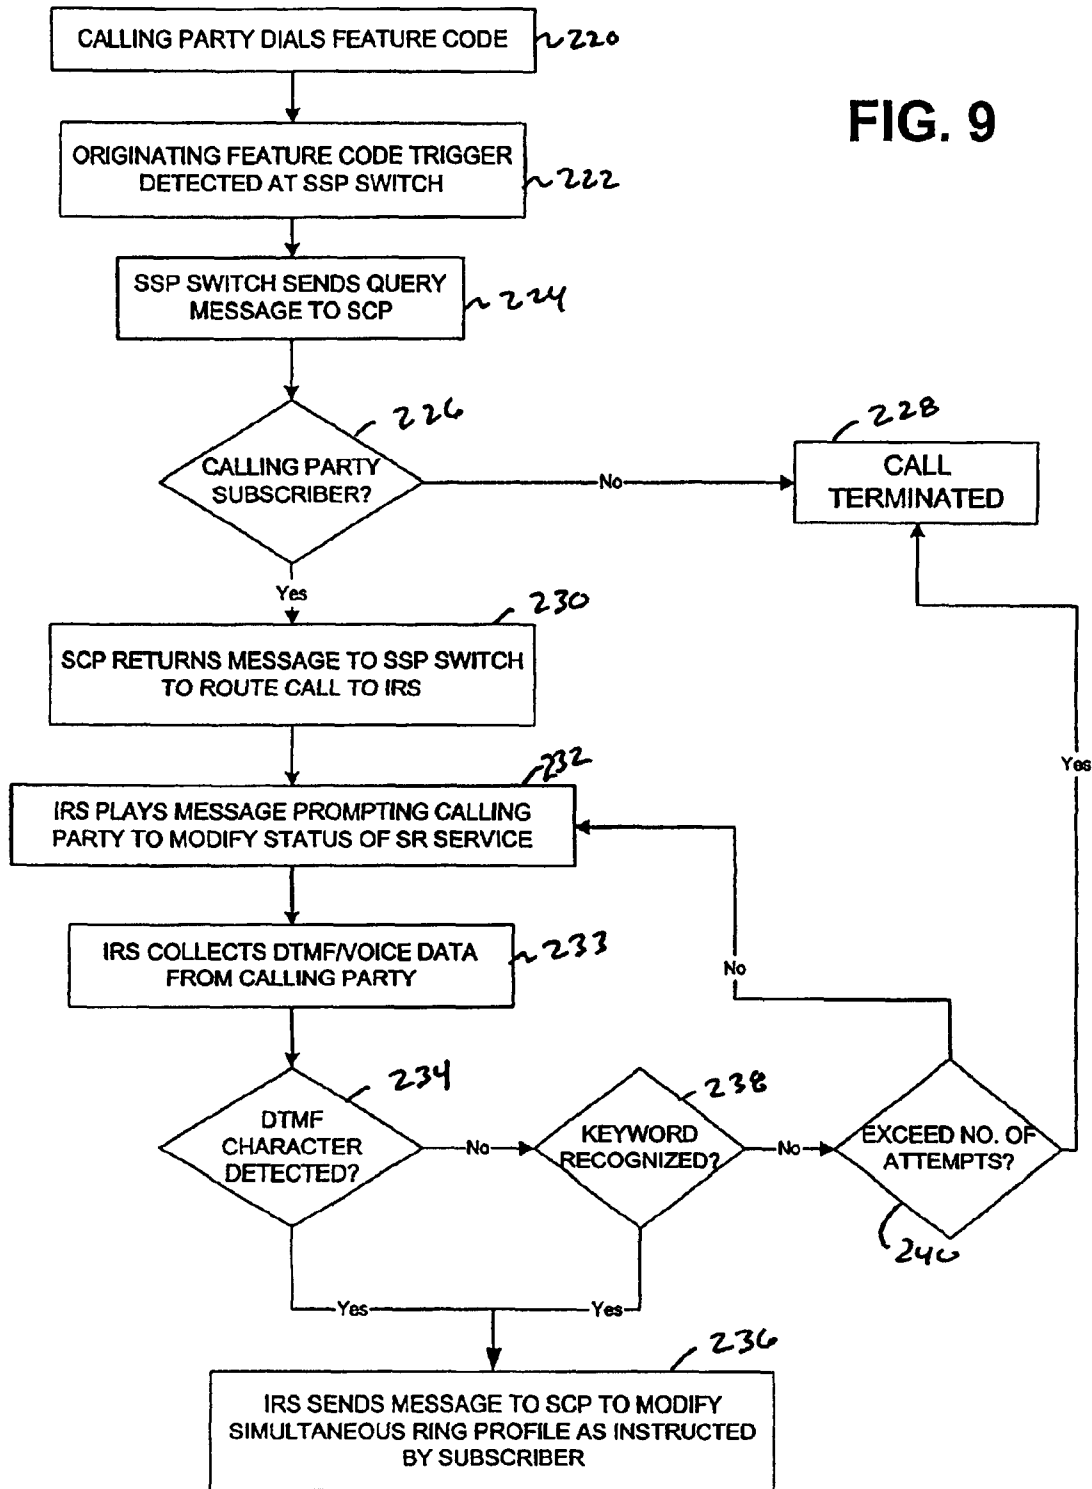 CALLING PARTY DIALS FEATURE CODE
220
FIG. 9
ORIGINATING FEATURE CODE TRIGGER
DETECTED AT SSP SWITCH
222
SSP SWITCH SENDS QUERY
MESSAGE TO SCP
224
226
CALLING PARTY
SUBSCRIBER?
No
228
CALL
TERMINATED
Yes
230
SCP RETURNS MESSAGE TO SSP SWITCH
TO ROUTE CALL TO IRS
232
IRS PLAYS MESSAGE PROMPTING CALLING
PARTY TO MODIFY STATUS OF SR SERVICE
Yes
IRS COLLECTS DTMF/VOICE DATA
FROM CALLING PARTY
233
No
234
DTMF
CHARACTER
DETECTED?
No
238
KEYWORD
RECOGNIZED?
No
EXCEED NO. OF
ATTEMPTS?
240
Yes
Yes
236
IRS SENDS MESSAGE TO SCP TO MODIFY
SIMULTANEOUS RING PROFILE AS INSTRUCTED
BY SUBSCRIBER